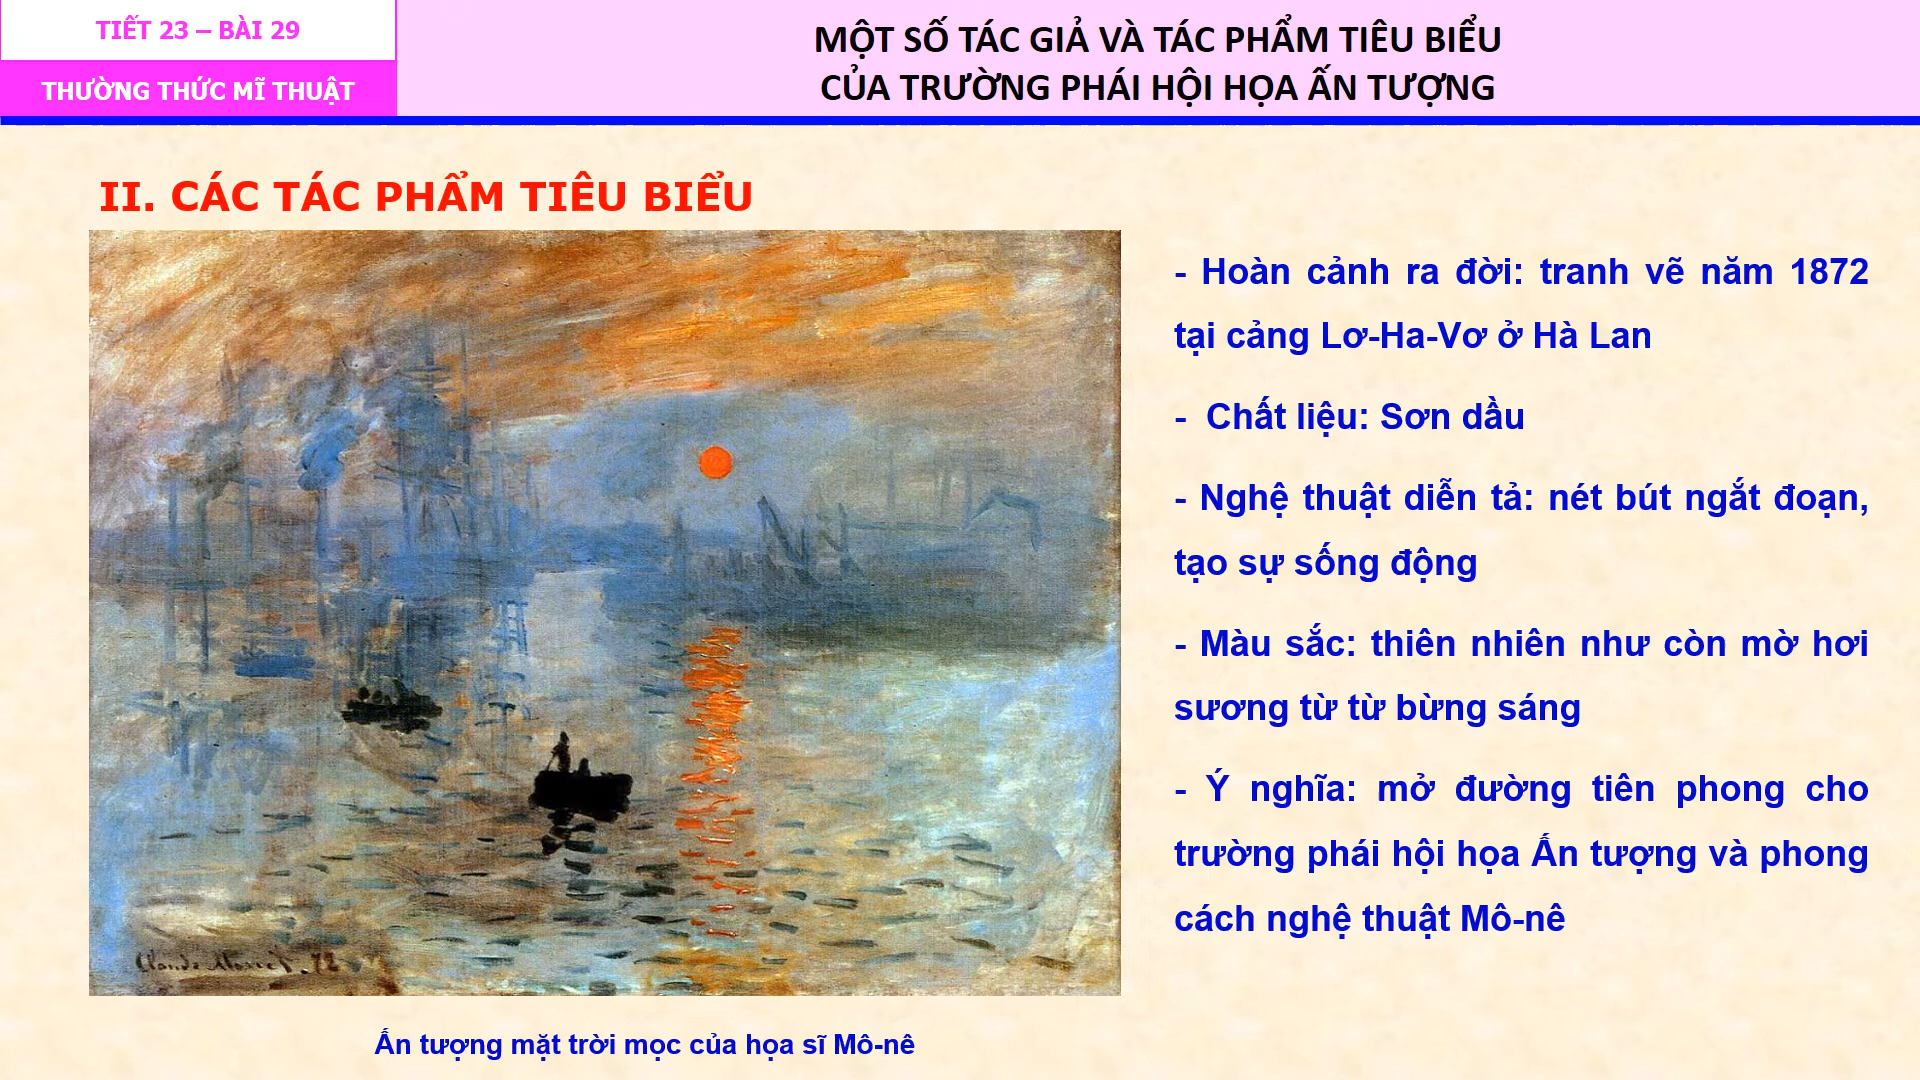 TIẾT 23 – BÀI 29
THƯỜNG THỨC MĨ THUẬT
MỘT SỐ TÁC GIẢ VÀ TÁC PHẨM TIÊU BIỂU
CỦA TRƯỜNG PHÁI HỘI HỌA ẤN TƯỢNG
II. CÁC TÁC PHẨM TIÊU BIỂU
- Hoàn cảnh ra đời: tranh vẽ năm 1872
tại cảng Lơ-Ha-Vơ ở Hà Lan
- Chất liệu: Sơn dầu
- Nghệ thuật diễn tả: nét bút ngắt đoạn,
tạo sự sống động
- Màu sắc: thiên nhiên như còn mờ hơi
sương từ từ bừng sáng
- Ý nghĩa: mở đường tiên phong cho
trường phái hội họa Ấn tượng và phong
cách nghệ thuật Mô-nê
Claude Monet. 72
Ấn tượng mặt trời mọc của họa sĩ Mô-nê